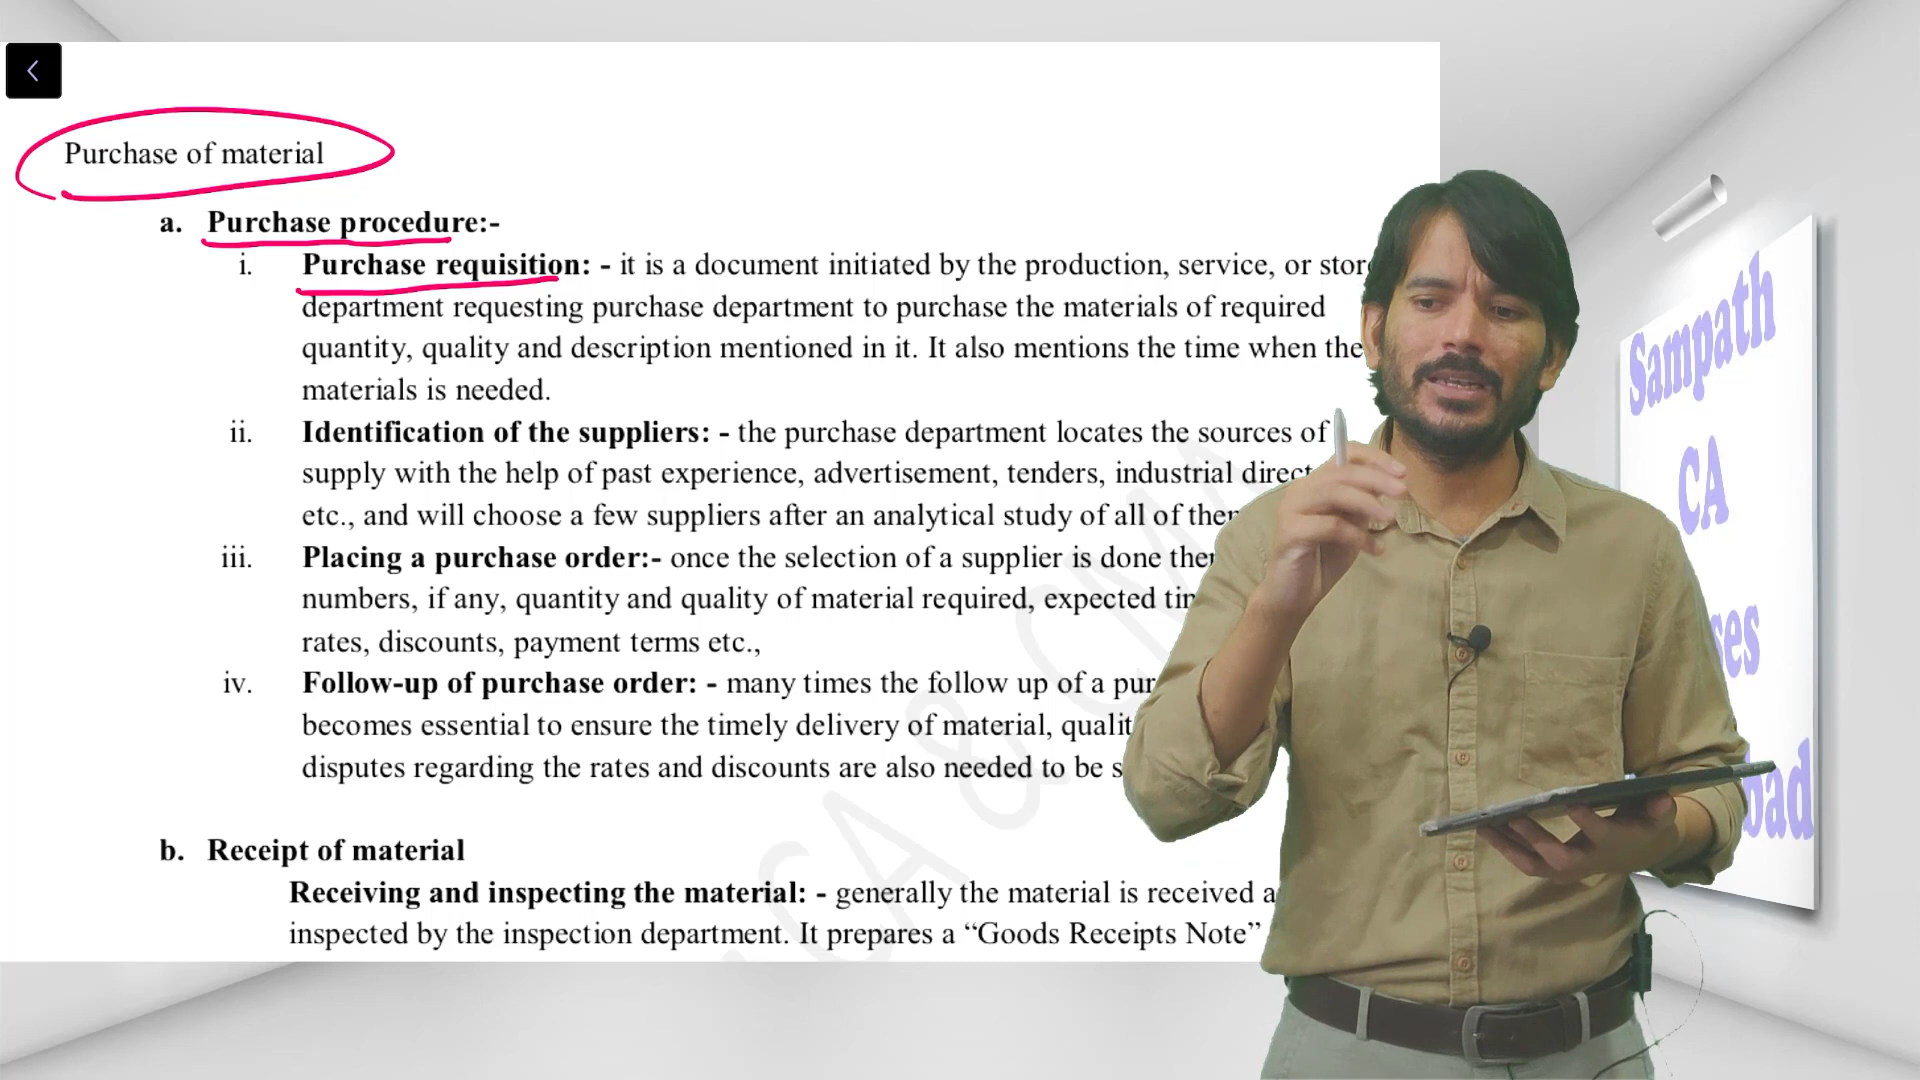 Purchase of material
a. Purchase procedure:-
i. Purchase requisition: - it is a document initiated by the production, service, or
department requesting purchase department to purchase the materials of required
quantity, quality and description mentioned in it. It also mentions the time when the
materials is needed.
ii. Identification of the suppliers: - the purchase department locates the sources of
supply with the help of past experience, advertisement, tenders, industrial
etc., and will choose a few suppliers after an analytical study of all of
iii. Placing a purchase order:- once the selection of a supplier is done
numbers, if any, quantity and quality of material required, expected
rates, discounts, payment terms etc.,
iv. Follow-up of purchase order: - many times the follow up of a
becomes essential to ensure the timely delivery of material,
disputes regarding the rates and discounts are also needed to be
b. Receipt of material
Receiving and inspecting the material: - generally the material is received
inspected by the inspection department. It prepares a “Goods Receipts Note”
CA & CMA
Sampath
CA